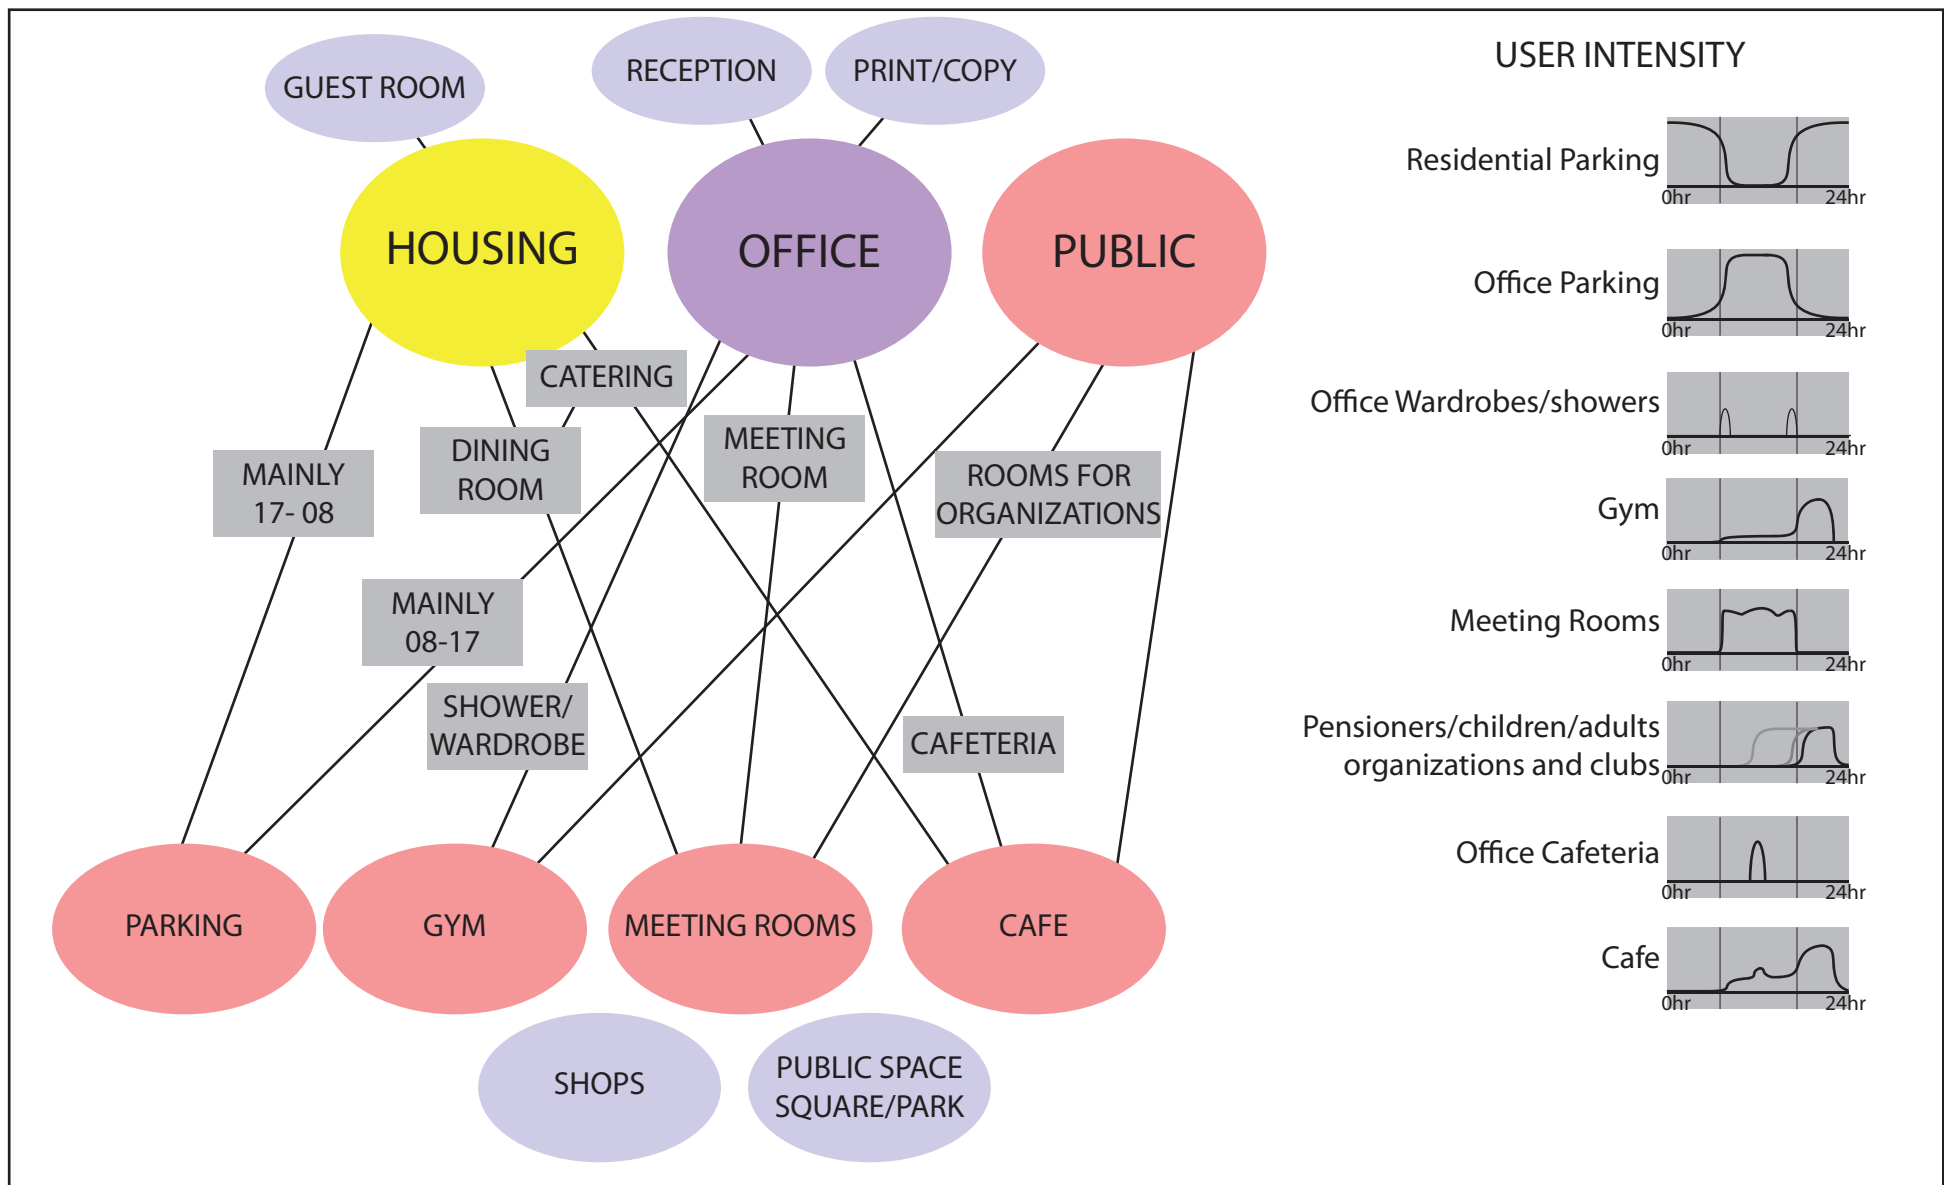 GUEST ROOM
RECEPTION
PRINT/COPY
HOUSING
OFFICE
PUBLIC
CATERING
DINING
ROOM
MEETING
ROOM
MAINLY
17- 08
ROOMS FOR
ORGANIZATIONS
MAINLY
08-17
SHOWER/
WARDROBE
CAFETERIA
PARKING
GYM
MEETING ROOMS
CAFE
SHOPS
PUBLIC SPACE
SQUARE/PARK
USER INTENSITY
Residential Parking
0hr 24hr
Office Parking
0hr 24hr
Office Wardrobes/showers
0hr 24hr
Gym
0hr 24hr
Meeting Rooms
0hr 24hr
Pensioners/children/adults
organizations and clubs
0hr 24hr
Office Cafeteria
0hr 24hr
Cafe
0hr 24hr